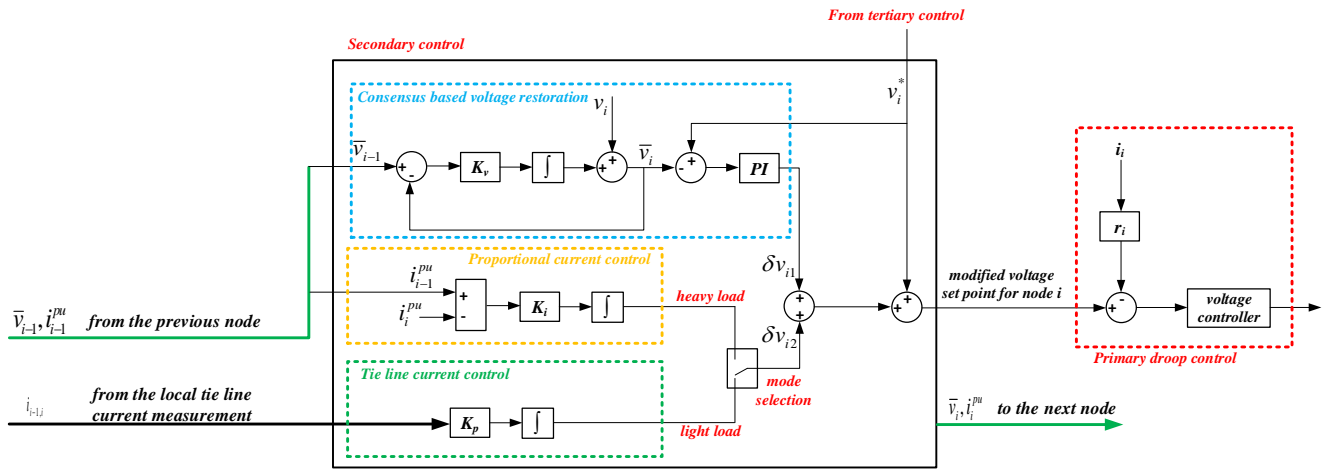 From tertiary control
Secondary control
v_i^*
Consensus based voltage restoration
v_i
v̅_{i-1}
+
-
K_v
∫
+
+
v̅_i
-
+
PI
i_i
r_i
Proportional current control
i_{i-1}^{pu}
i_i^{pu}
+
-
K_i
∫
heavy load
δv_{i1}
+
+
δv_{i2}
+
+
modified voltage
set point for node i
+
-
voltage
controller
Primary droop control
v̅_{i-1}, i_{i-1}^{pu} from the previous node
Tie line current control
i_{i-1,i}
from the local tie line
current measurement
K_p
∫
light load
mode
selection
v̅_i, i_i^{pu} to the next node